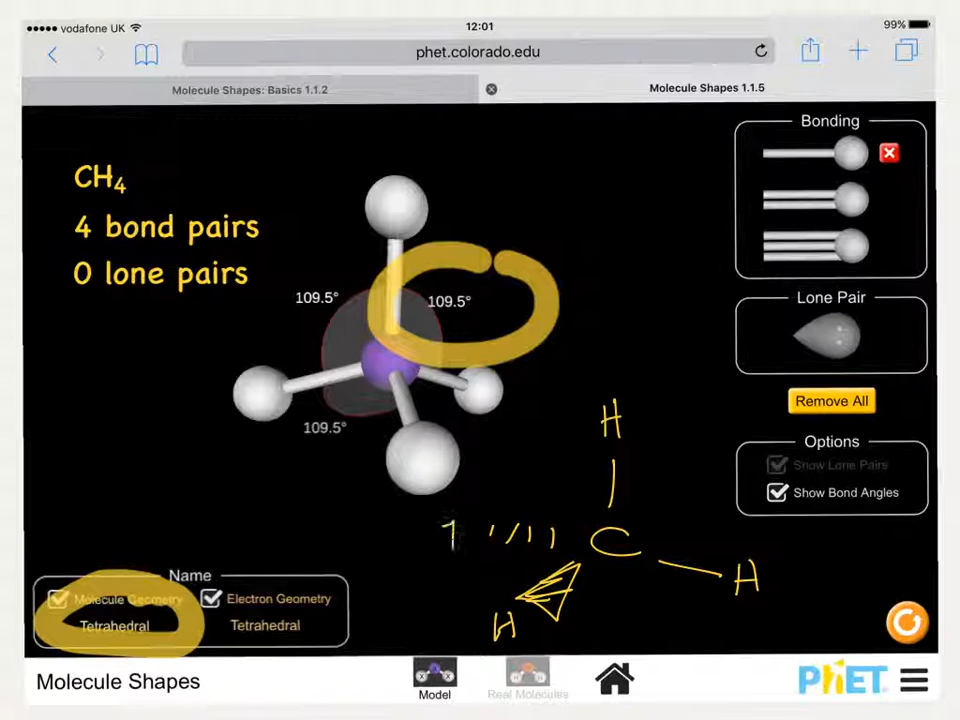 vodafone UK 12:01 99%
phet.colorado.edu
Molecule Shapes: Basics 1.1.2 Molecule Shapes 1.1.5
Bonding
CH₄
4 bond pairs
0 lone pairs
109.5° 109.5°
109.5°
Lone Pair
Remove All
Options
Show Lone Pairs
Show Bond Angles
H
C
H
H
Name
Molecule Geometry Electron Geometry
Tetrahedral Tetrahedral
Molecule Shapes
Model
Real Molecules
PhET